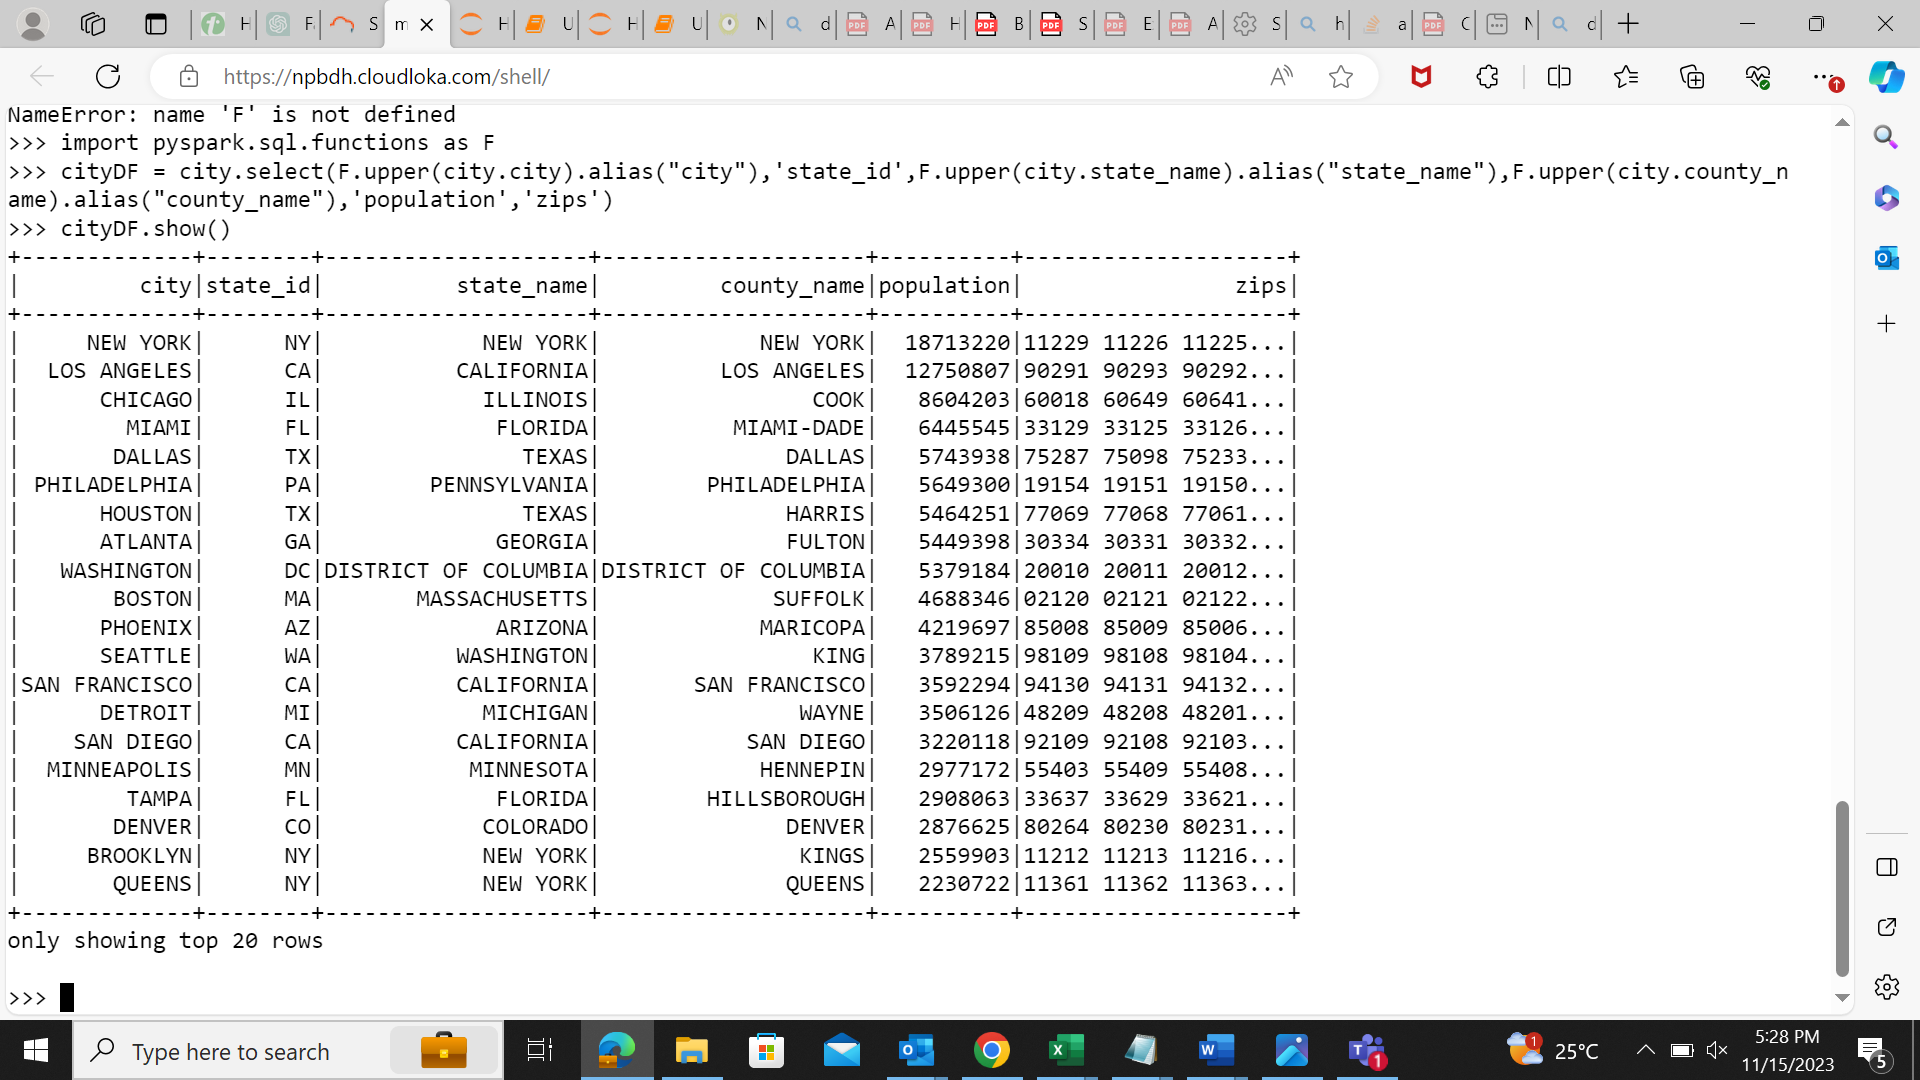 H
F
S
m
H
U
H
U
N
d
A
H
B
S
E
A
S
h
a
C
N
d
https://npbdh.cloudloka.com/shell/
NameError: name 'F' is not defined
>>> import pyspark.sql.functions as F
>>> cityDF = city.select(F.upper(city.city).alias("city"),'state_id',F.upper(city.state_name).alias("state_name"),F.upper(city.county_n
ame).alias("county_name"),'population','zips')
>>> cityDF.show()
+-------------+--------+--------------------+--------------------+----------+--------------------+
|         city|state_id|          state_name|         county_name|population|                zips|
+-------------+--------+--------------------+--------------------+----------+--------------------+
|     NEW YORK|      NY|            NEW YORK|            NEW YORK|  18713220|11229 11226 11225...|
|  LOS ANGELES|      CA|          CALIFORNIA|         LOS ANGELES|  12750807|90291 90293 90292...|
|      CHICAGO|      IL|            ILLINOIS|                COOK|   8604203|60018 60649 60641...|
|        MIAMI|      FL|             FLORIDA|          MIAMI-DADE|   6445545|33129 33125 33126...|
|       DALLAS|      TX|               TEXAS|              DALLAS|   5743938|75287 75098 75233...|
| PHILADELPHIA|      PA|        PENNSYLVANIA|        PHILADELPHIA|   5649300|19154 19151 19150...|
|      HOUSTON|      TX|               TEXAS|              HARRIS|   5464251|77069 77068 77061...|
|      ATLANTA|      GA|             GEORGIA|              FULTON|   5449398|30334 30331 30332...|
|   WASHINGTON|      DC|DISTRICT OF COLUMBIA|DISTRICT OF COLUMBIA|   5379184|20010 20011 20012...|
|       BOSTON|      MA|       MASSACHUSETTS|             SUFFOLK|   4688346|02120 02121 02122...|
|      PHOENIX|      AZ|             ARIZONA|            MARICOPA|   4219697|85008 85009 85006...|
|      SEATTLE|      WA|          WASHINGTON|                KING|   3789215|98109 98108 98104...|
|SAN FRANCISCO|      CA|          CALIFORNIA|       SAN FRANCISCO|   3592294|94130 94131 94132...|
|      DETROIT|      MI|            MICHIGAN|               WAYNE|   3506126|48209 48208 48201...|
|    SAN DIEGO|      CA|          CALIFORNIA|           SAN DIEGO|   3220118|92109 92108 92103...|
|  MINNEAPOLIS|      MN|           MINNESOTA|            HENNEPIN|   2977172|55403 55409 55408...|
|        TAMPA|      FL|             FLORIDA|        HILLSBOROUGH|   2908063|33637 33629 33621...|
|       DENVER|      CO|            COLORADO|              DENVER|   2876625|80264 80230 80231...|
|     BROOKLYN|      NY|            NEW YORK|               KINGS|   2559903|11212 11213 11216...|
|       QUEENS|      NY|            NEW YORK|              QUEENS|   2230722|11361 11362 11363...|
+-------------+--------+--------------------+--------------------+----------+--------------------+
only showing top 20 rows
>>>
Type here to search
1
1
25°C
5:28 PM
11/15/2023
5